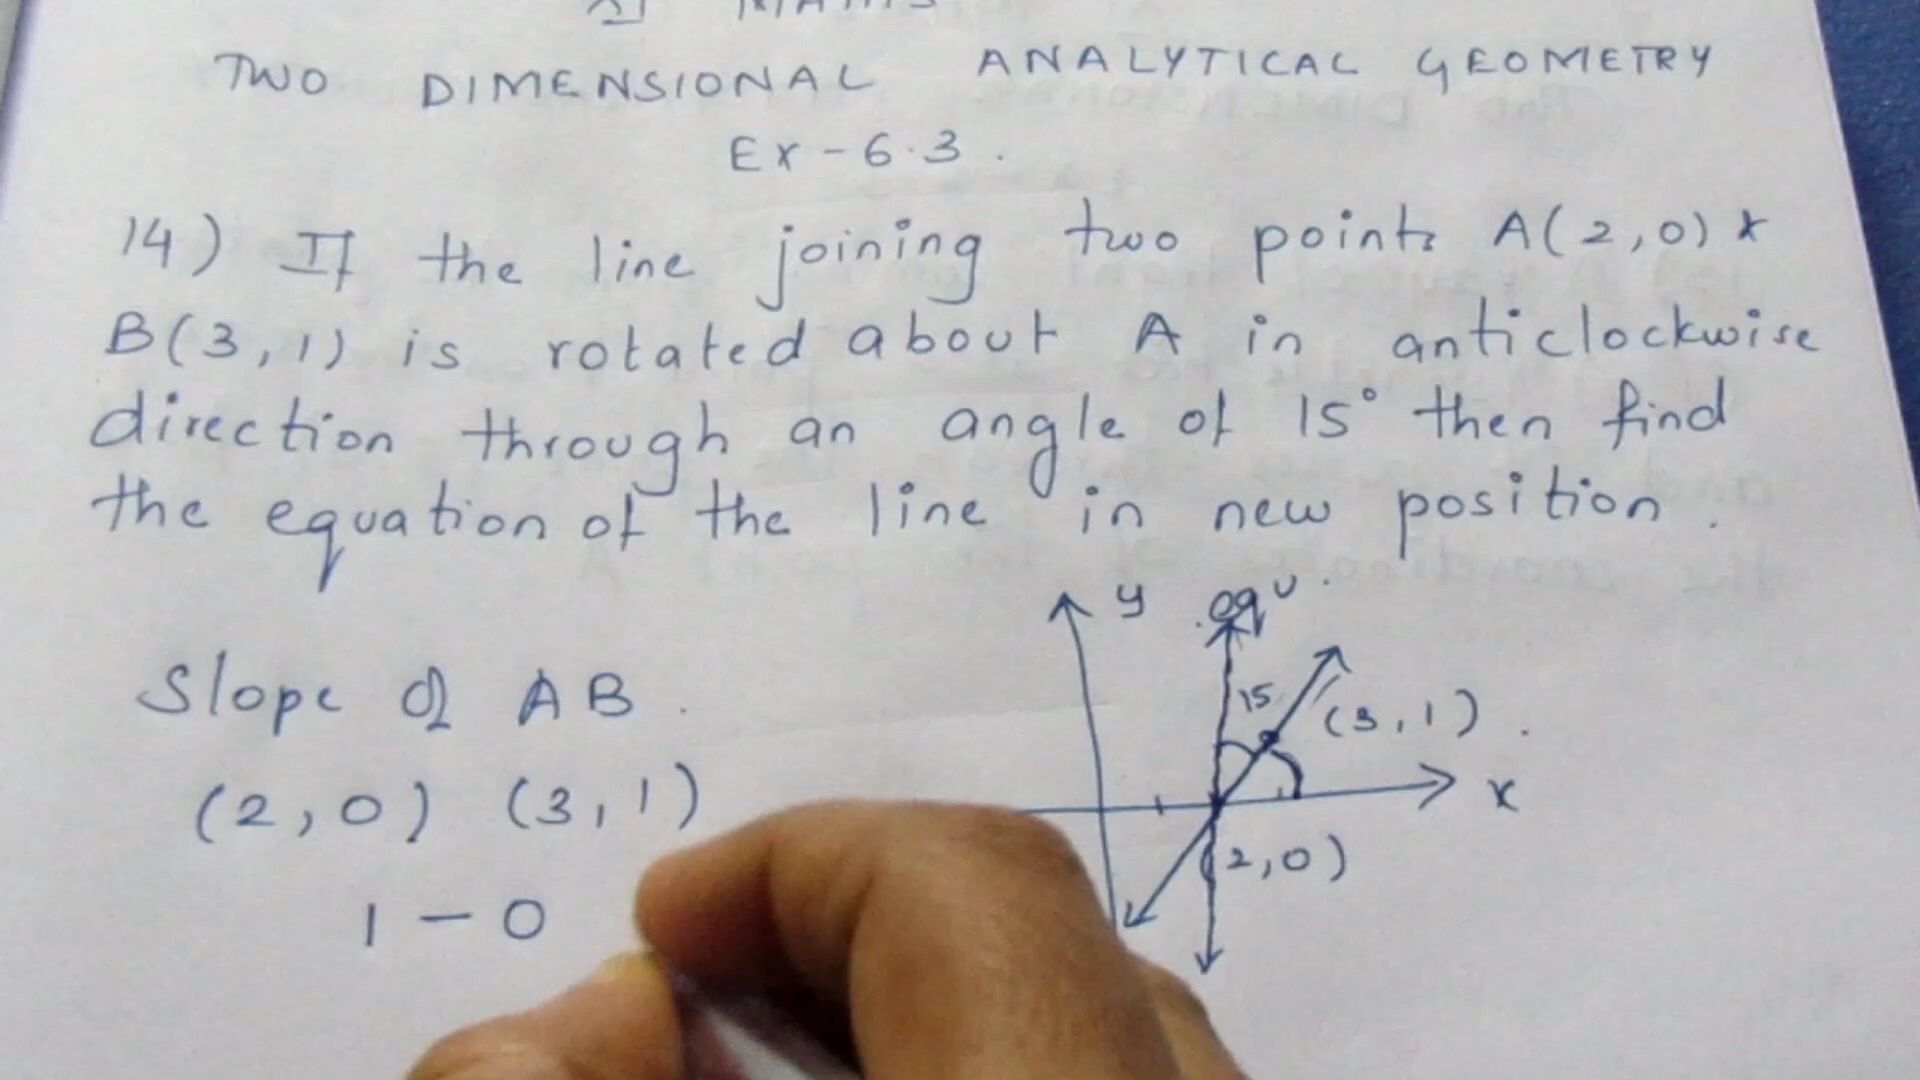 TWO DIMENSIONAL ANALYTICAL GEOMETRY
Ex - 6.3.
14) If the line joining two points A(2,0) &
B(3,1) is rotated about A in anticlockwise
direction through an angle of 15° then find
the equation of the line in new position.
y
15
(3,1).
x
(2,0)
Slope of AB.
(2,0) (3,1)
1 - 0